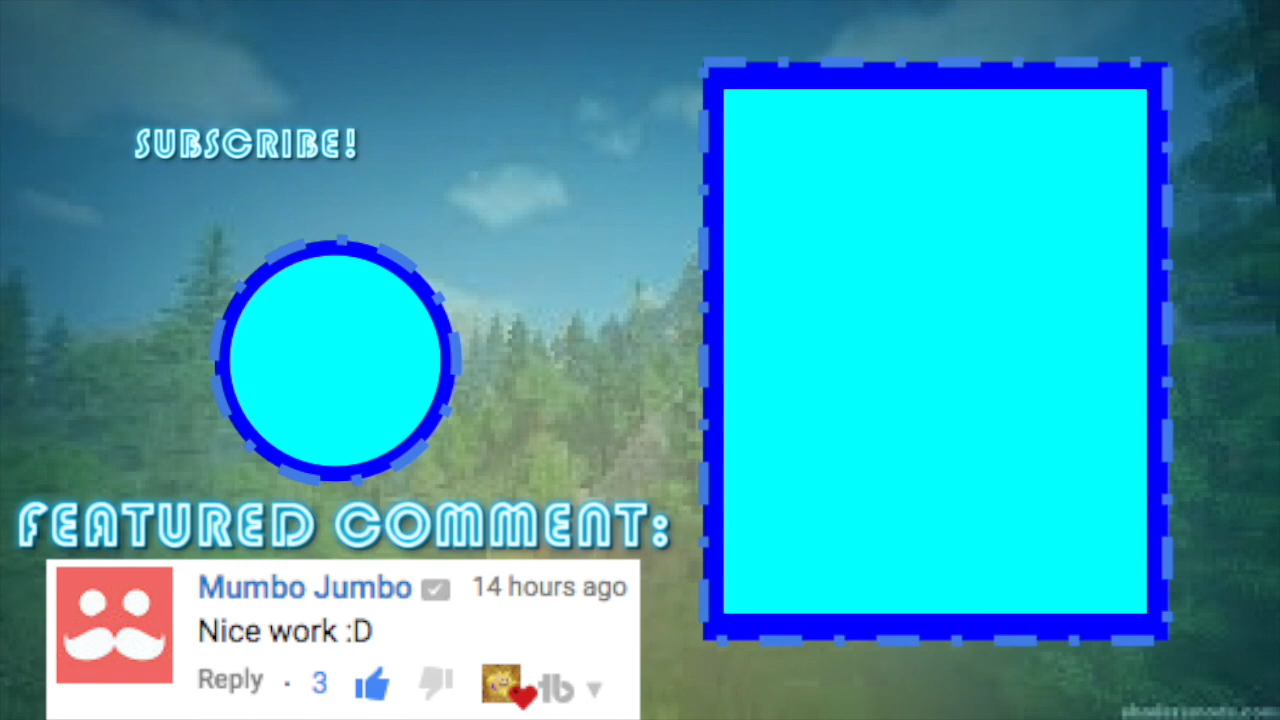 SUBSCRIBE!
FEATURED COMMENT:
Mumbo Jumbo 14 hours ago
Nice work :D
Reply · 3